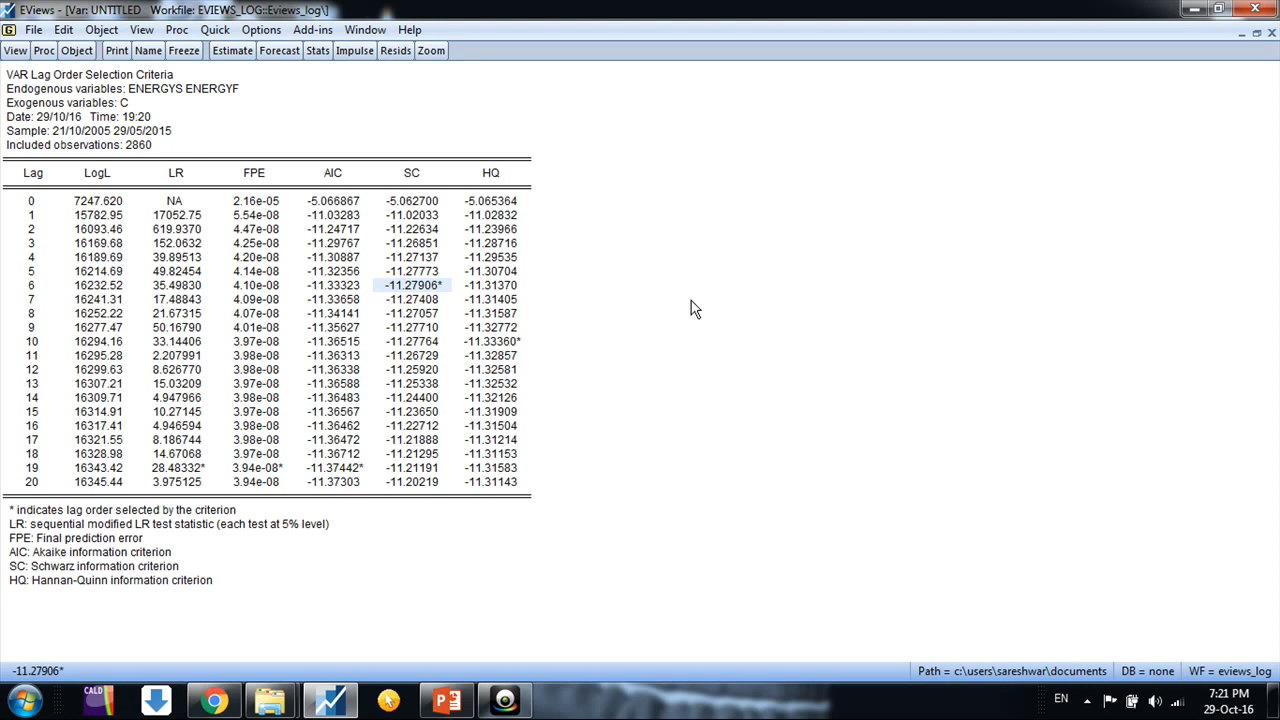 EViews - [Var: UNTITLED   Workfile: EVIEWS_LOG::Eviews_log\]
File Edit Object View Proc Quick Options Add-ins Window Help
View Proc Object Print Name Freeze Estimate Forecast Stats Impulse Resids Zoom
VAR Lag Order Selection Criteria
Endogenous variables: ENERGYS ENERGYF
Exogenous variables: C
Date: 29/10/16   Time: 19:20
Sample: 21/10/2005 29/05/2015
Included observations: 2860
Lag LogL LR FPE AIC SC HQ
0 7247.620 NA 2.16e-05 -5.066867 -5.062700 -5.065364
1 15782.95 17052.75 5.54e-08 -11.03283 -11.02033 -11.02832
2 16093.46 619.9370 4.47e-08 -11.24717 -11.22634 -11.23966
3 16169.68 152.0632 4.25e-08 -11.29767 -11.26851 -11.28716
4 16189.69 39.89513 4.20e-08 -11.30887 -11.27137 -11.29535
5 16214.69 49.82454 4.14e-08 -11.32356 -11.27773 -11.30704
6 16232.52 35.49830 4.10e-08 -11.33323 -11.27906* -11.31370
7 16241.31 17.48843 4.09e-08 -11.33658 -11.27408 -11.31405
8 16252.22 21.67315 4.07e-08 -11.34141 -11.27057 -11.31587
9 16277.47 50.16790 4.01e-08 -11.35627 -11.27710 -11.32772
10 16294.16 33.14406 3.97e-08 -11.36515 -11.27764 -11.33360*
11 16295.28 2.207991 3.98e-08 -11.36313 -11.26729 -11.32857
12 16299.63 8.626770 3.98e-08 -11.36338 -11.25920 -11.32581
13 16307.21 15.03209 3.97e-08 -11.36588 -11.25338 -11.32532
14 16309.71 4.947966 3.98e-08 -11.36483 -11.24400 -11.32126
15 16314.91 10.27145 3.97e-08 -11.36567 -11.23650 -11.31909
16 16317.41 4.946594 3.98e-08 -11.36462 -11.22712 -11.31504
17 16321.55 8.186744 3.98e-08 -11.36472 -11.21888 -11.31214
18 16328.98 14.67068 3.97e-08 -11.36712 -11.21295 -11.31153
19 16343.42 28.48332* 3.94e-08* -11.37442* -11.21191 -11.31583
20 16345.44 3.975125 3.94e-08 -11.37303 -11.20219 -11.31143
* indicates lag order selected by the criterion
LR: sequential modified LR test statistic (each test at 5% level)
FPE: Final prediction error
AIC: Akaike information criterion
SC: Schwarz information criterion
HQ: Hannan-Quinn information criterion
-11.27906* Path = c:\users\sareshwar\documents DB = none WF = eviews_log
CALD EN 7:21 PM
29-Oct-16